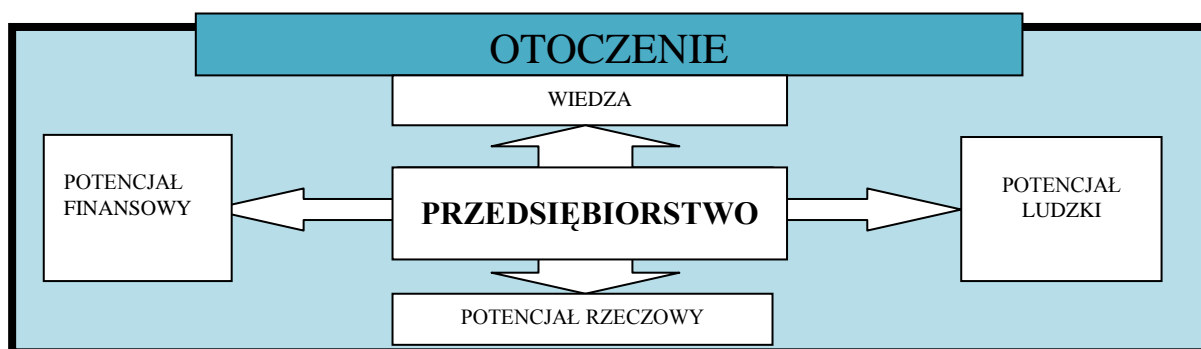 OTOCZENIE
WIEDZA
POTENCJAŁ
FINANSOWY
PRZEDSIĘBIORSTWO
POTENCJAŁ
LUDZKI
POTENCJAŁ RZECZOWY